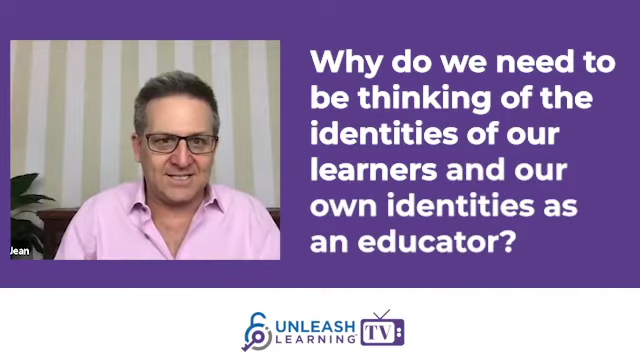 Why do we need to
be thinking of the
identities of our
learners and our
own identities as
an educator?
Jean
UNLEASH
LEARNING
TV